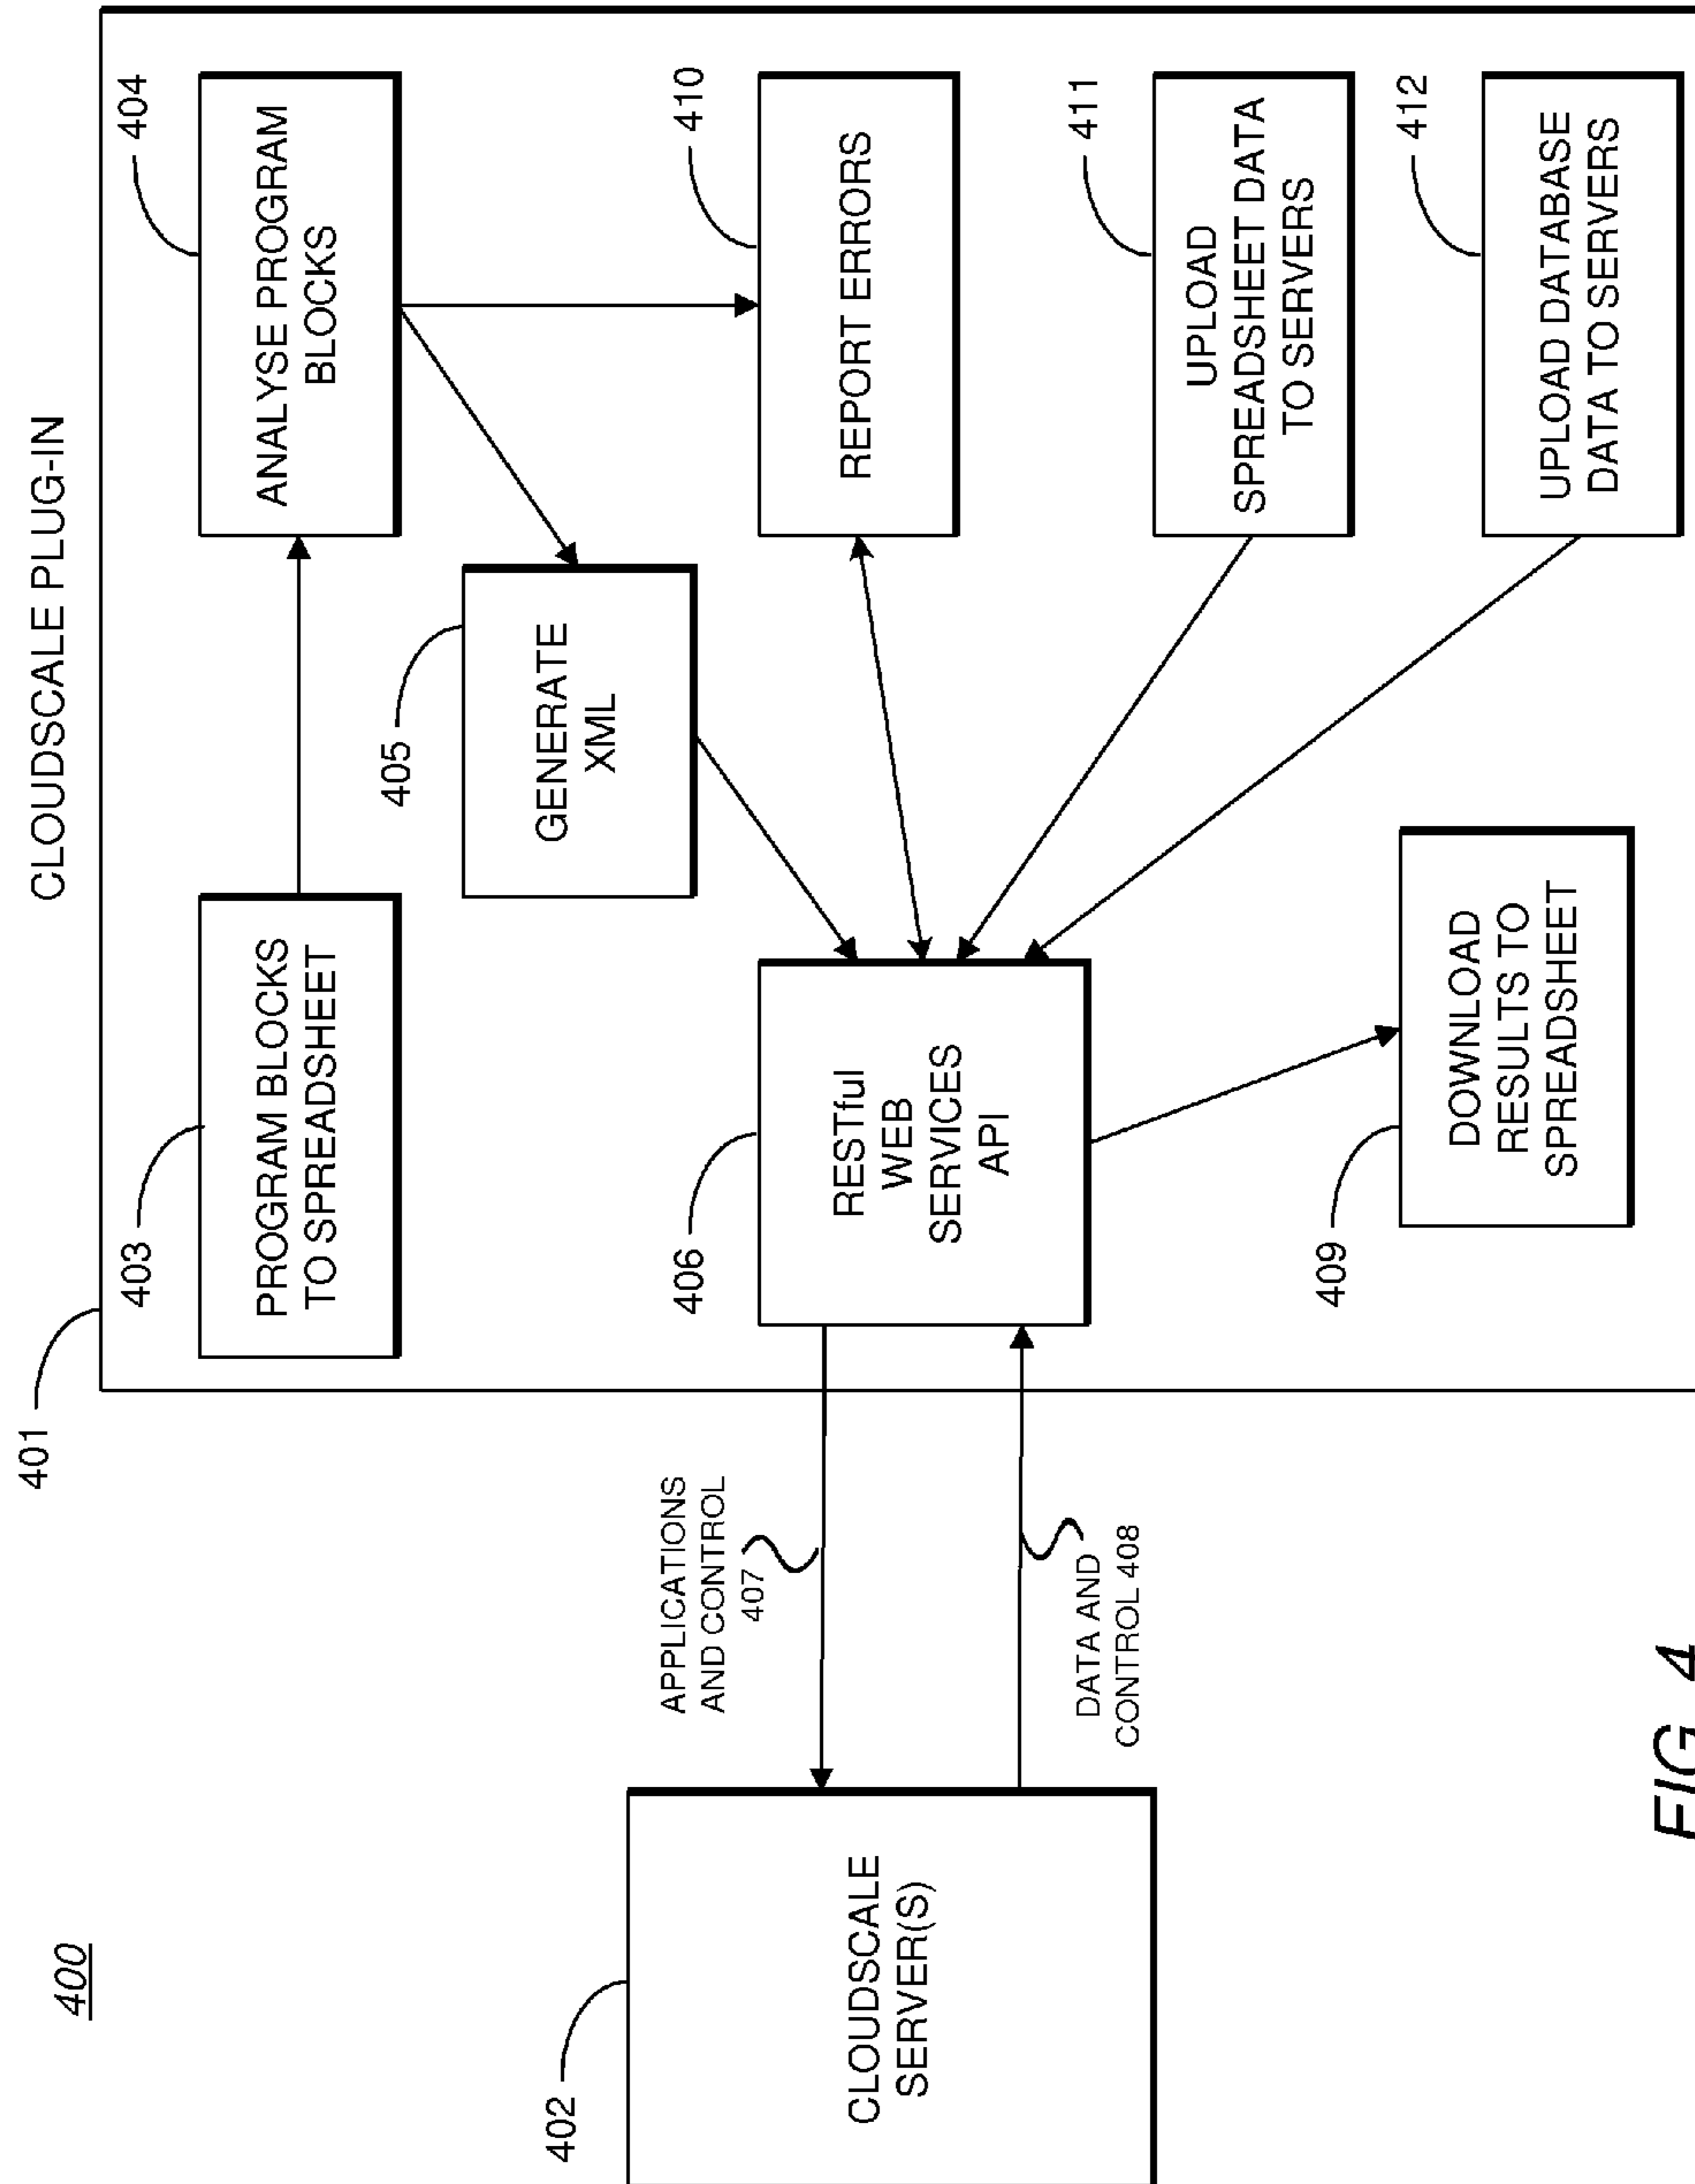 400
CLOUDSCALE PLUG-IN
401
403
PROGRAM BLOCKS
TO SPREADSHEET
404
ANALYSE PROGRAM
BLOCKS
405
GENERATE
XML
402
CLOUDSCALE
SERVER(S)
APPLICATIONS
AND CONTROL
407
DATA AND
CONTROL 408
406
RESTful
WEB
SERVICES
API
410
REPORT ERRORS
411
UPLOAD
SPREADSHEET DATA
TO SERVERS
409
DOWNLOAD
RESULTS TO
SPREADSHEET
412
UPLOAD DATABASE
DATA TO SERVERS
FIG. 4